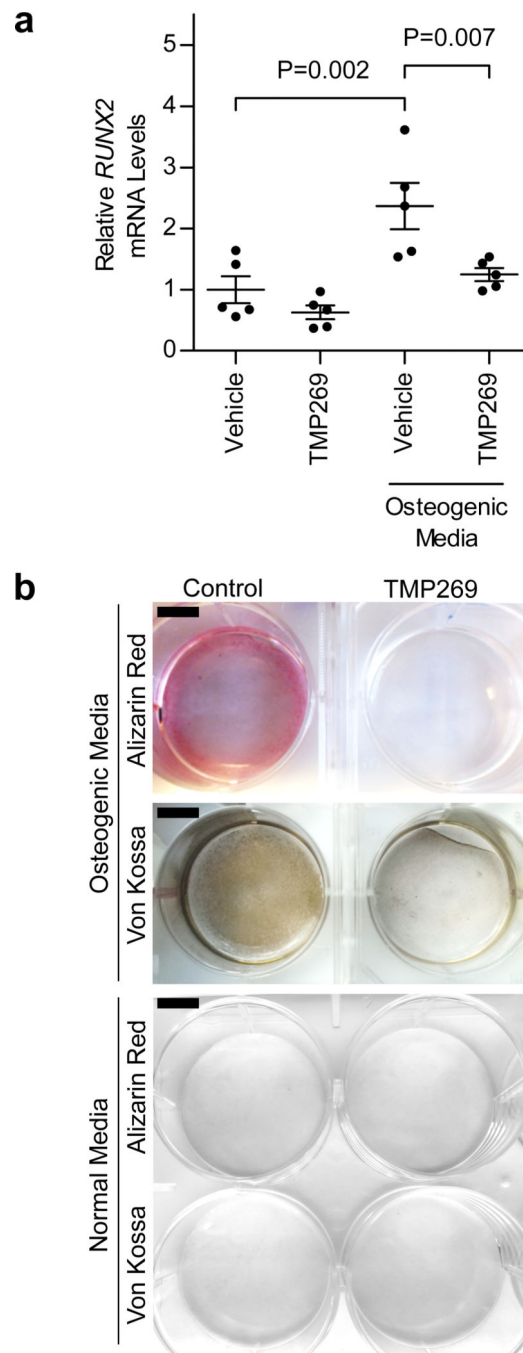 a
5
4
3
2
1
0
Relative RUNX2
mRNA Levels
P=0.002
P=0.007
Vehicle
TMP269
Vehicle
TMP269
Osteogenic
Media
b
Control
TMP269
Osteogenic Media
Alizarin Red
Von Kossa
Normal Media
Alizarin Red
Von Kossa